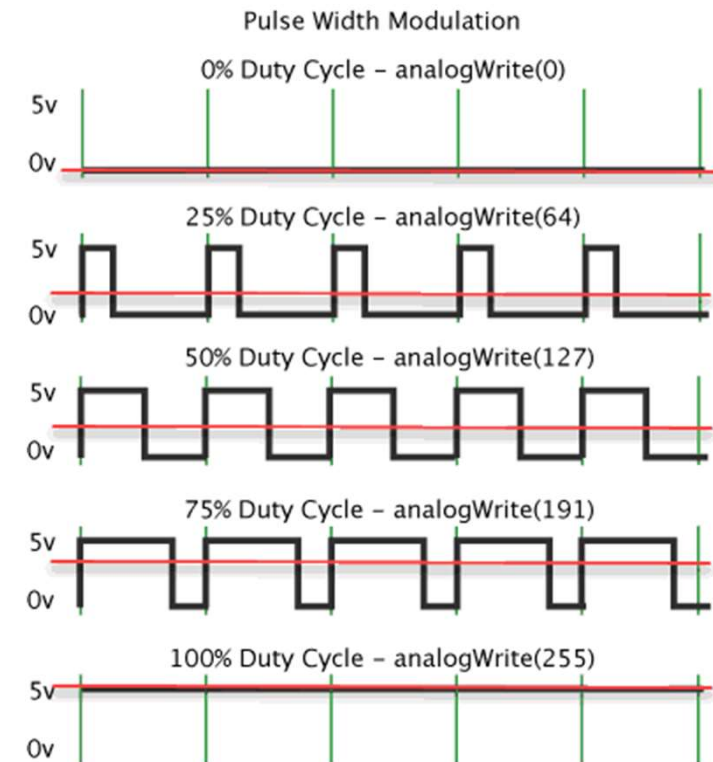 Pulse Width Modulation
0% Duty Cycle – analogWrite(0)
5v
0v
25% Duty Cycle – analogWrite(64)
5v
0v
50% Duty Cycle – analogWrite(127)
5v
0v
75% Duty Cycle – analogWrite(191)
5v
0v
100% Duty Cycle – analogWrite(255)
5v
0v